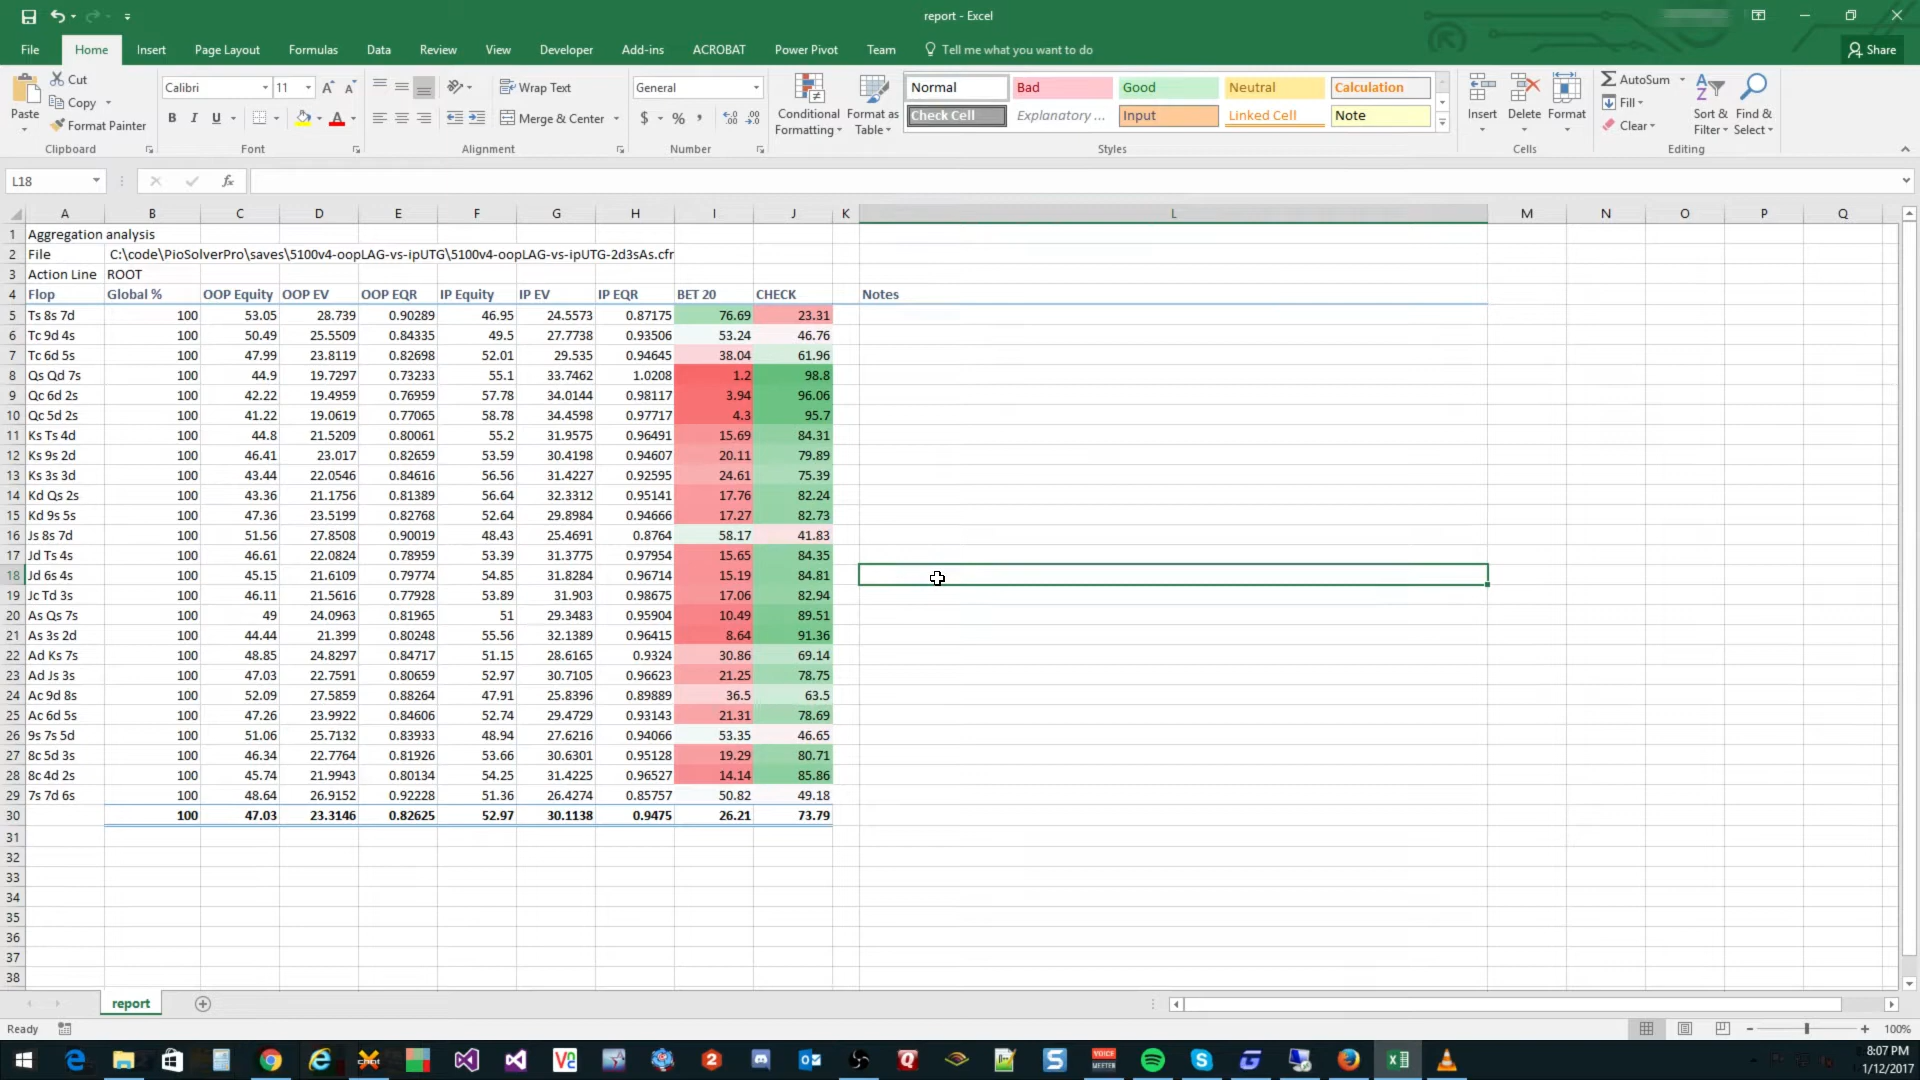 report - Excel
File Home Insert Page Layout Formulas Data Review View Developer Add-ins ACROBAT Power Pivot Team Tell me what you want to do Share
Paste Cut Copy Format Painter
Calibri 11
B I U A
Wrap Text
Merge & Center
General
$ % ,
Conditional Formatting Format as Table
Normal Bad Good Neutral Calculation
Check Cell Explanatory ... Input Linked Cell Note
Insert Delete Format
AutoSum Fill Clear
Sort & Filter Find & Select
Clipboard Font Alignment Number Styles Cells Editing
L18 fx
A B C D E F G H I J K L M N O P Q
1 Aggregation analysis
2 File C:\code\PioSolverPro\saves\5100v4-oopLAG-vs-ipUTG\5100v4-oopLAG-vs-ipUTG-2d3sAs.cfr
3 Action Line ROOT
4 Flop Global % OOP Equity OOP EV OOP EQR IP Equity IP EV IP EQR BET 20 CHECK Notes
5 Ts 8s 7d 100 53.05 28.739 0.90289 46.95 24.5573 0.87175 76.69 23.31
6 Tc 9d 4s 100 50.49 25.5509 0.84335 49.5 27.7738 0.93506 53.24 46.76
7 Tc 6d 5s 100 47.99 23.8119 0.82698 52.01 29.535 0.94645 38.04 61.96
8 Qs Qd 7s 100 44.9 19.7297 0.73233 55.1 33.7462 1.0208 1.2 98.8
9 Qc 6d 2s 100 42.22 19.4959 0.76959 57.78 34.0144 0.98117 3.94 96.06
10 Qc 5d 2s 100 41.22 19.0619 0.77065 58.78 34.4598 0.97717 4.3 95.7
11 Ks Ts 4d 100 44.8 21.5209 0.80061 55.2 31.9575 0.96491 15.69 84.31
12 Ks 9s 2d 100 46.41 23.017 0.82659 53.59 30.4198 0.94607 20.11 79.89
13 Ks 3s 3d 100 43.44 22.0546 0.84616 56.56 31.4227 0.92595 24.61 75.39
14 Kd Qs 2s 100 43.36 21.1756 0.81389 56.64 32.3312 0.95141 17.76 82.24
15 Kd 9s 5s 100 47.36 23.5199 0.82768 52.64 29.8984 0.94666 17.27 82.73
16 Js 8s 7d 100 51.56 27.8508 0.90019 48.43 25.4691 0.8764 58.17 41.83
17 Jd Ts 4s 100 46.61 22.0824 0.78959 53.39 31.3775 0.97954 15.65 84.35
18 Jd 6s 4s 100 45.15 21.6109 0.79774 54.85 31.8284 0.96714 15.19 84.81
19 Jc Td 3s 100 46.11 21.5616 0.77928 53.89 31.903 0.98675 17.06 82.94
20 As Qs 7s 100 49 24.0963 0.81965 51 29.3483 0.95904 10.49 89.51
21 As 3s 2d 100 44.44 21.399 0.80248 55.56 32.1389 0.96415 8.64 91.36
22 Ad Ks 7s 100 48.85 24.8297 0.84717 51.15 28.6165 0.9324 30.86 69.14
23 Ad Js 3s 100 47.03 22.7591 0.80659 52.97 30.7105 0.96623 21.25 78.75
24 Ac 9d 8s 100 52.09 27.5859 0.88264 47.91 25.8396 0.89889 36.5 63.5
25 Ac 6d 5s 100 47.26 23.9922 0.84606 52.74 29.4729 0.93143 21.31 78.69
26 9s 7s 5d 100 51.06 25.7132 0.83933 48.94 27.6216 0.94066 53.35 46.65
27 8c 5d 3s 100 46.34 22.7764 0.81926 53.66 30.6301 0.95128 19.29 80.71
28 8c 4d 2s 100 45.74 21.9943 0.80134 54.25 31.4225 0.96527 14.14 85.86
29 7s 7d 6s 100 48.64 26.9152 0.92228 51.36 26.4274 0.85757 50.82 49.18
30 100 47.03 23.3146 0.82625 52.97 30.1138 0.9475 26.21 73.79
31
32
33
34
35
36
37
38
report
Ready 100%
8:07 PM
1/12/2017